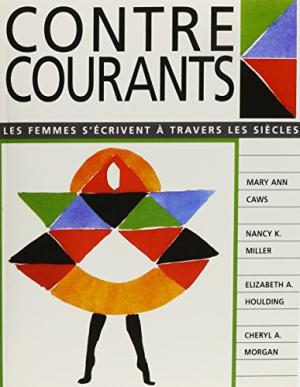 CONTRE
COURANTS
LES FEMMES S'ÉCRIVENT À TRAVERS LES SIÈCLES
MARY ANN
CAWS
NANCY K.
MILLER
ELIZABETH A.
HOULDING
CHERYL A.
MORGAN